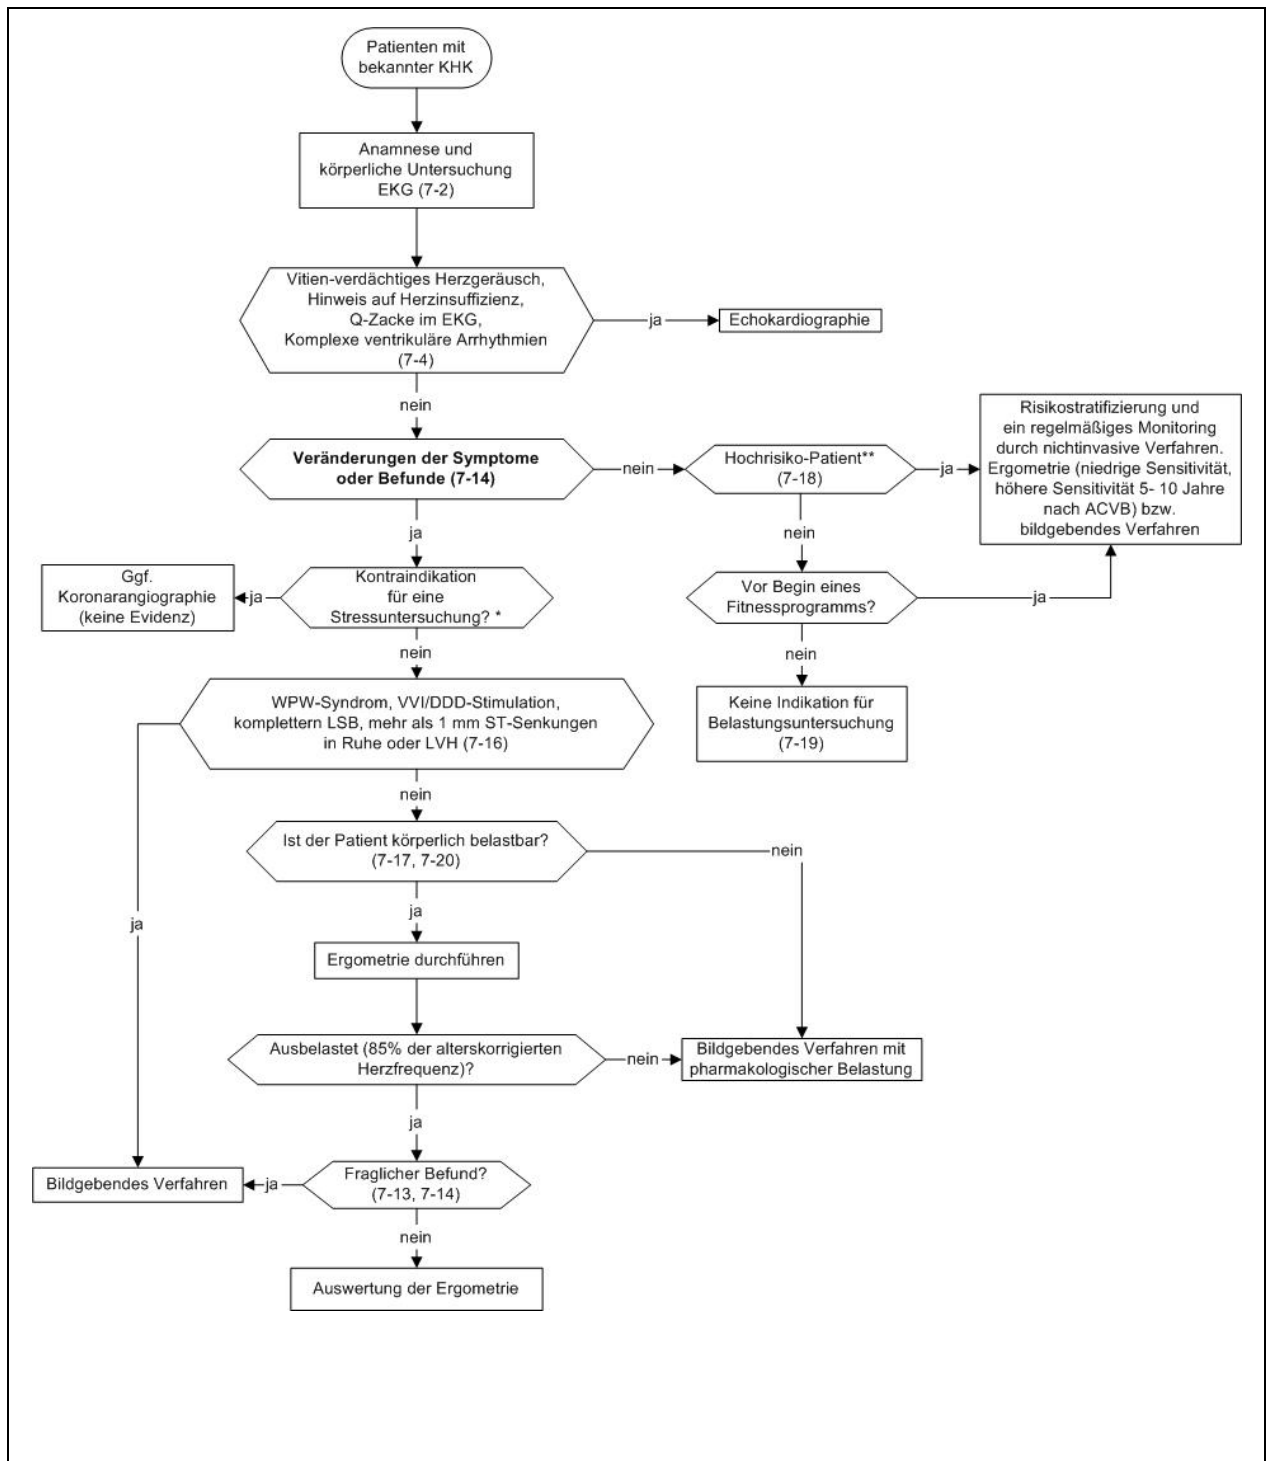 Patienten mit
bekannter KHK
Anamnese und
körperliche Untersuchung
EKG (7-2)
Vitien-verdächtiges Herzgeräusch,
Hinweis auf Herzinsuffizienz,
Q-Zacke im EKG,
Komplexe ventrikuläre Arrhythmien
(7-4)
ja
Echokardiographie
nein
Veränderungen der Symptome
oder Befunde (7-14)
nein
Hochrisiko-Patient**
(7-18)
ja
Risikostratifizierung und
ein regelmäßiges Monitoring
durch nichtinvasive Verfahren.
Ergometrie (niedrige Sensitivität,
höhere Sensitivität 5- 10 Jahre
nach ACVB) bzw.
bildgebendes Verfahren
ja
nein
Ggf.
Koronarangiographie
(keine Evidenz)
ja
Kontraindikation
für eine
Stressuntersuchung? *
Vor Begin eines
Fitnessprogramms?
ja
nein
nein
WPW-Syndrom, VVI/DDD-Stimulation,
komplettern LSB, mehr als 1 mm ST-Senkungen
in Ruhe oder LVH (7-16)
Keine Indikation für
Belastungsuntersuchung
(7-19)
nein
Ist der Patient körperlich belastbar?
(7-17, 7-20)
nein
ja
ja
Ergometrie durchführen
Ausbelastet (85% der alterskorrigierten
Herzfrequenz)?
nein
Bildgebendes Verfahren mit
pharmakologischer Belastung
ja
Bildgebendes Verfahren
ja
Fraglicher Befund?
(7-13, 7-14)
nein
Auswertung der Ergometrie